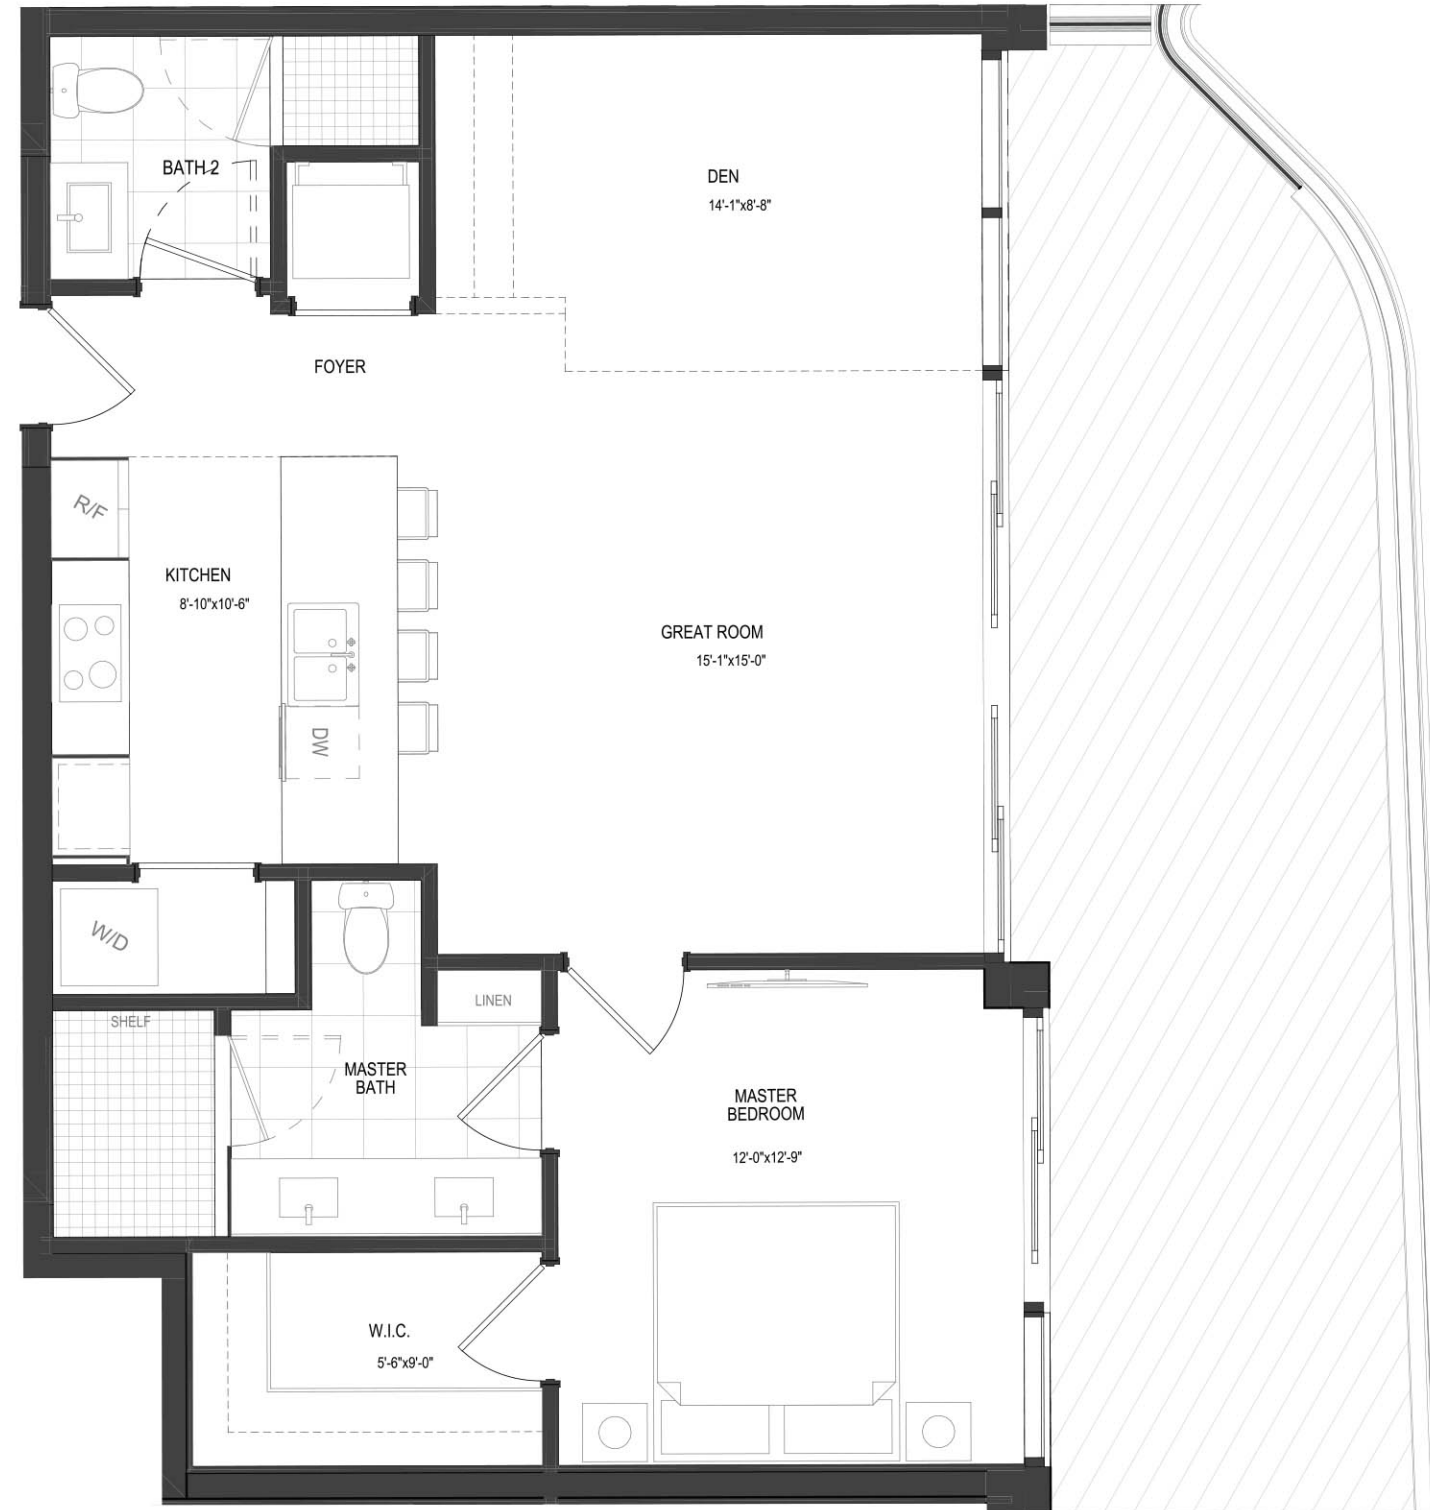 BATH 2
DEN
14'-1"x8'-8"
FOYER
R/F
KITCHEN
8'-10"x10'-6"
GREAT ROOM
15'-1"x15'-0"
DW
W/D
LINEN
SHELF
MASTER
BATH
MASTER
BEDROOM
12'-0"x12'-9"
W.I.C.
5'-6"x9'-0"